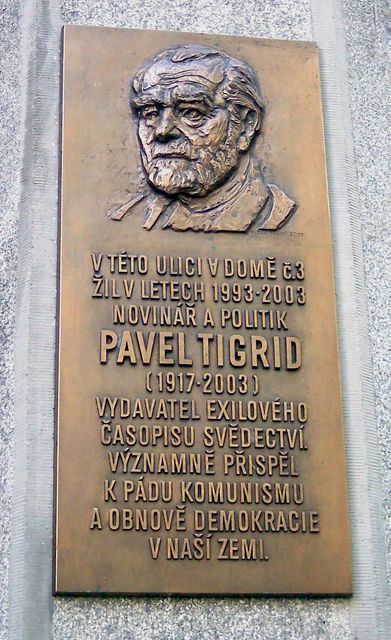 V TÉTO ULICI V DOMĚ č.3
ŽIL V LETECH 1993-2003
NOVINÁŘ A POLITIK
PAVEL TIGRID
(1917-2003)
VYDAVATEL EXILOVÉHO
ČASOPISU SVĚDECTVÍ.
VÝZNAMNĚ PŘISPĚL
K PÁDU KOMUNISMU
A OBNOVĚ DEMOKRACIE
V NAŠÍ ZEMI.